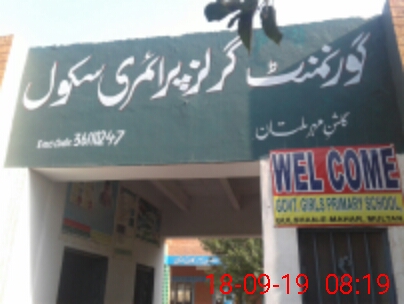 گورنمنٹ گرلز پرائمری سکول
گلشن مہر ملتان
Emis Code: 36110247
WEL COME
GOVT. GIRLS PRIMARY SCHOOL
MULTAN
18-09-19 08:19